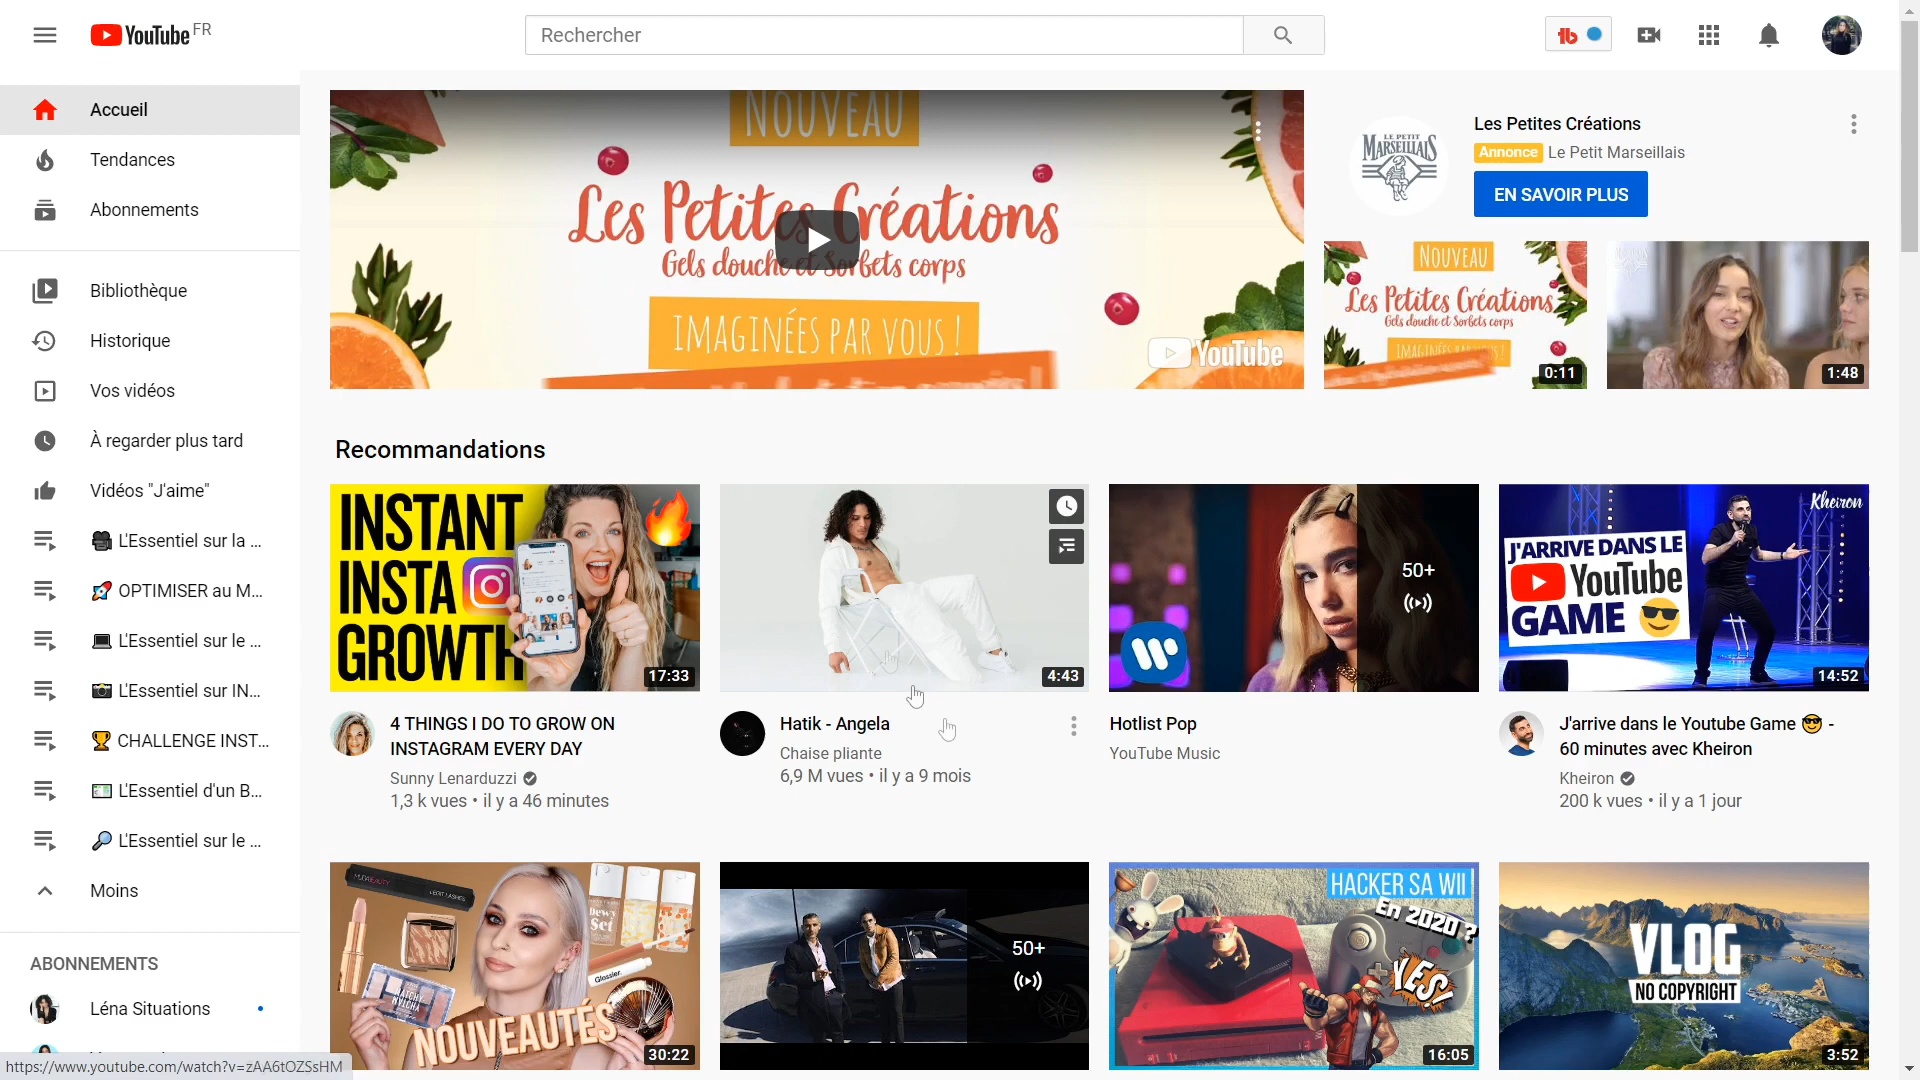 YouTube FR
Rechercher
Accueil
Tendances
Abonnements
Bibliothèque
Historique
Vos vidéos
À regarder plus tard
Vidéos "J'aime"
L'Essentiel sur la ...
OPTIMISER au M...
L'Essentiel sur le ...
L'Essentiel sur IN...
CHALLENGE INST...
L'Essentiel d'un B...
L'Essentiel sur le ...
Moins
ABONNEMENTS
Léna Situations
https://www.youtube.com/watch?v=zAA6tOZSsHM
NOUVEAU
Les Petites Créations
Gels douche et Sorbets corps
IMAGINÉES PAR VOUS !
YouTube
LE PETIT
MARSEILLAIS
Les Petites Créations
Annonce Le Petit Marseillais
EN SAVOIR PLUS
NOUVEAU
Les Petites Créations
Gels douche et Sorbets corps
IMAGINÉES PAR VOUS !
0:11
1:48
Recommandations
INSTANT
INSTA
GROWTH
17:33
4 THINGS I DO TO GROW ON
INSTAGRAM EVERY DAY
Sunny Lenarduzzi
1,3 k vues • il y a 46 minutes
4:43
Hatik - Angela
Chaise pliante
6,9 M vues • il y a 9 mois
50+
Hotlist Pop
YouTube Music
Kheiron
J'ARRIVE DANS LE
YouTube
GAME
14:52
J'arrive dans le Youtube Game 😎 -
60 minutes avec Kheiron
Kheiron
200 k vues • il y a 1 jour
Dewy
Set
Glossier.
NOUVEAUTÉS
30:22
50+
HACKER SA WII
En 2020 ?
YES!
16:05
VLOG
NO COPYRIGHT
3:52